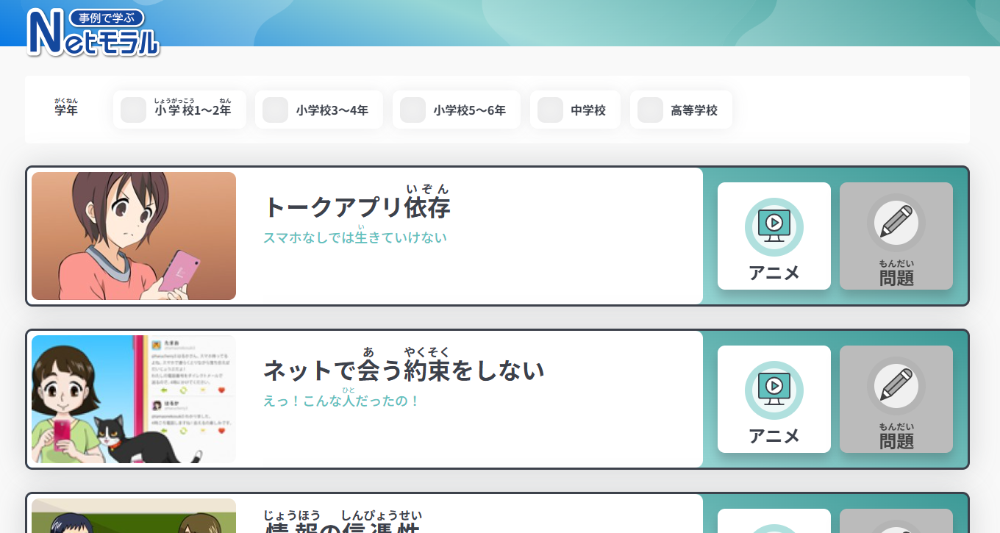 事例で学ぶ
Netモラル
がくねん
学年
しょうがっこう ねん
小学校1～2年
小学校3～4年
小学校5～6年
中学校
高等学校
いぞん
トークアプリ依存
い
スマホなしでは生きていけない
アニメ
もんだい
問題
あ やくそく
ネットで会う約束をしない
ひと
えっ！こんな人だったの！
アニメ
もんだい
問題
たまお
はるか
じょうほう しんぴょうせい
情報の信憑性